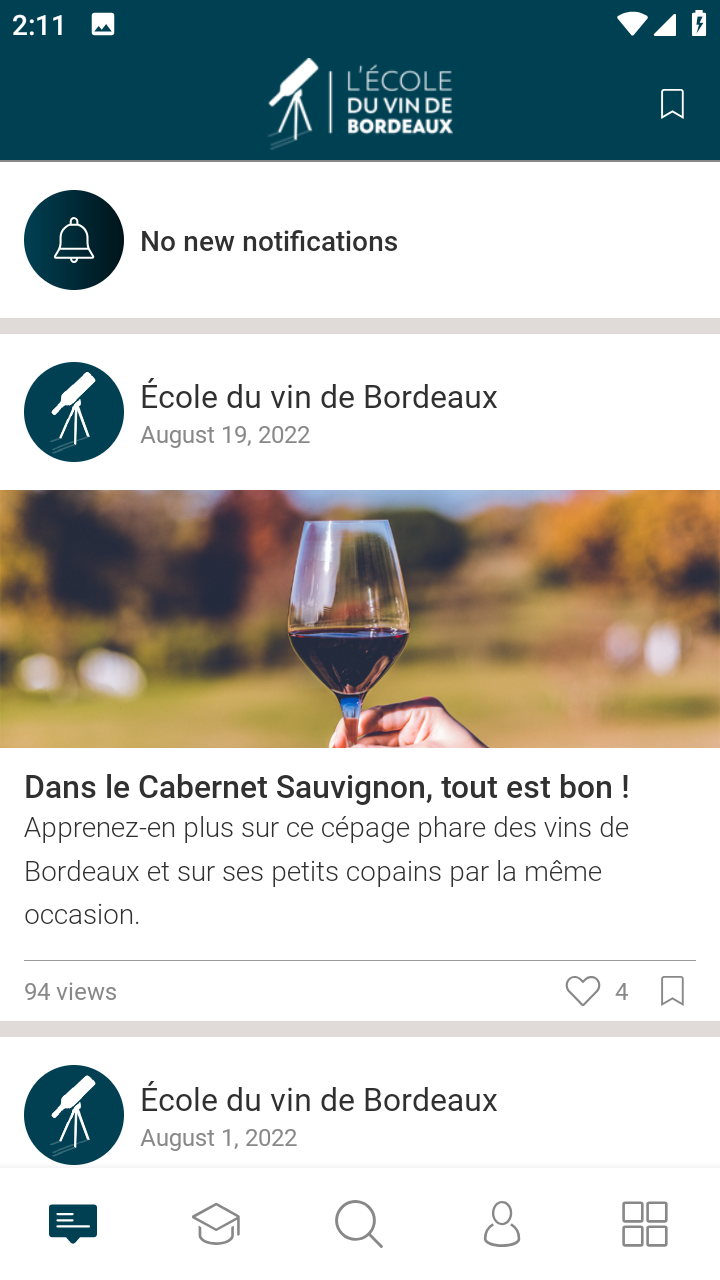 2:11
L'ÉCOLE
DU VIN DE
BORDEAUX
No new notifications
École du vin de Bordeaux
August 19, 2022
Dans le Cabernet Sauvignon, tout est bon !
Apprenez-en plus sur ce cépage phare des vins de
Bordeaux et sur ses petits copains par la même
occasion.
94 views
4
École du vin de Bordeaux
August 1, 2022